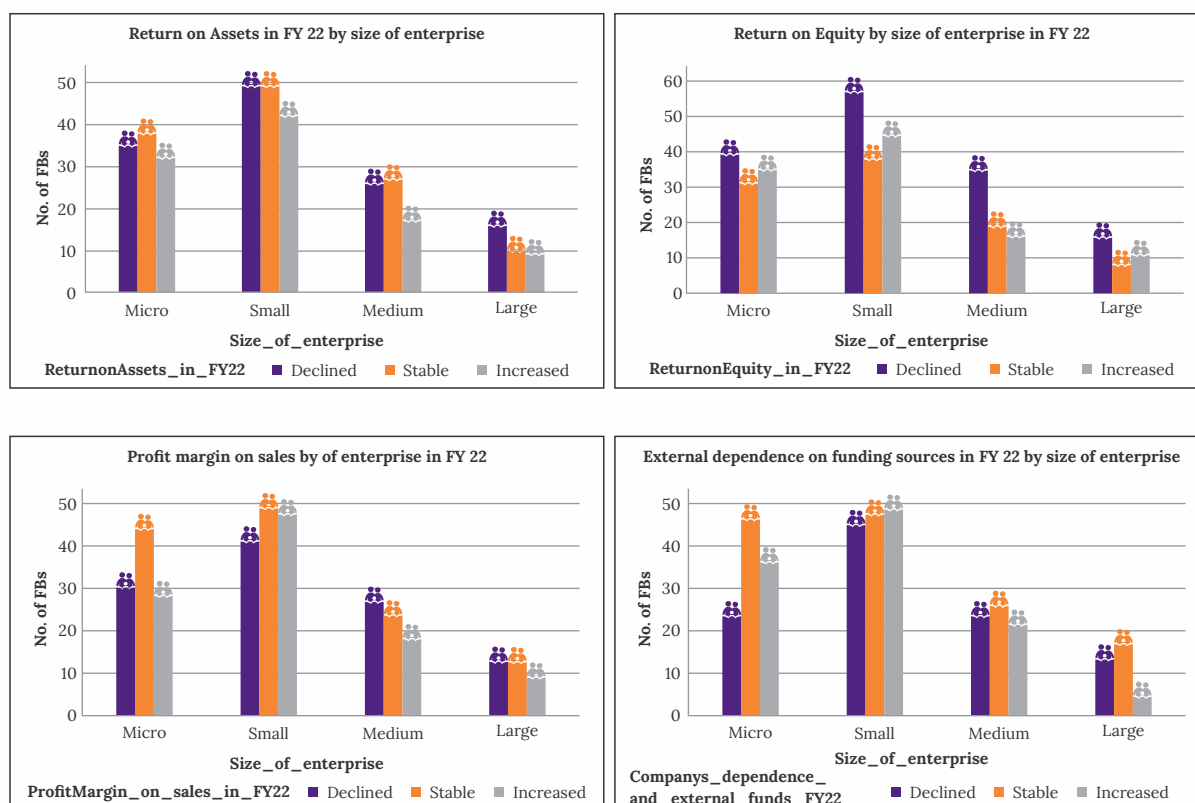 Return on Assets in FY 22 by size of enterprise
No. of FBs
50
40
30
20
10
0
Micro Small Medium Large
Size_of_enterprise
ReturnonAssets_in_FY22 Declined Stable Increased
Return on Equity by size of enterprise in FY 22
No. of FBs
60
50
40
30
20
10
0
Micro Small Medium Large
Size_of_enterprise
ReturnonEquity_in_FY22 Declined Stable Increased
Profit margin on sales by of enterprise in FY 22
No. of FBs
50
40
30
20
10
0
Micro Small Medium Large
Size_of_enterprise
ProfitMargin_on_sales_in_FY22 Declined Stable Increased
External dependence on funding sources in FY 22 by size of enterprise
No. of FBs
50
40
30
20
10
0
Micro Small Medium Large
Size_of_enterprise
Companys_dependence_
and_external_funds_FY22 Declined Stable Increased